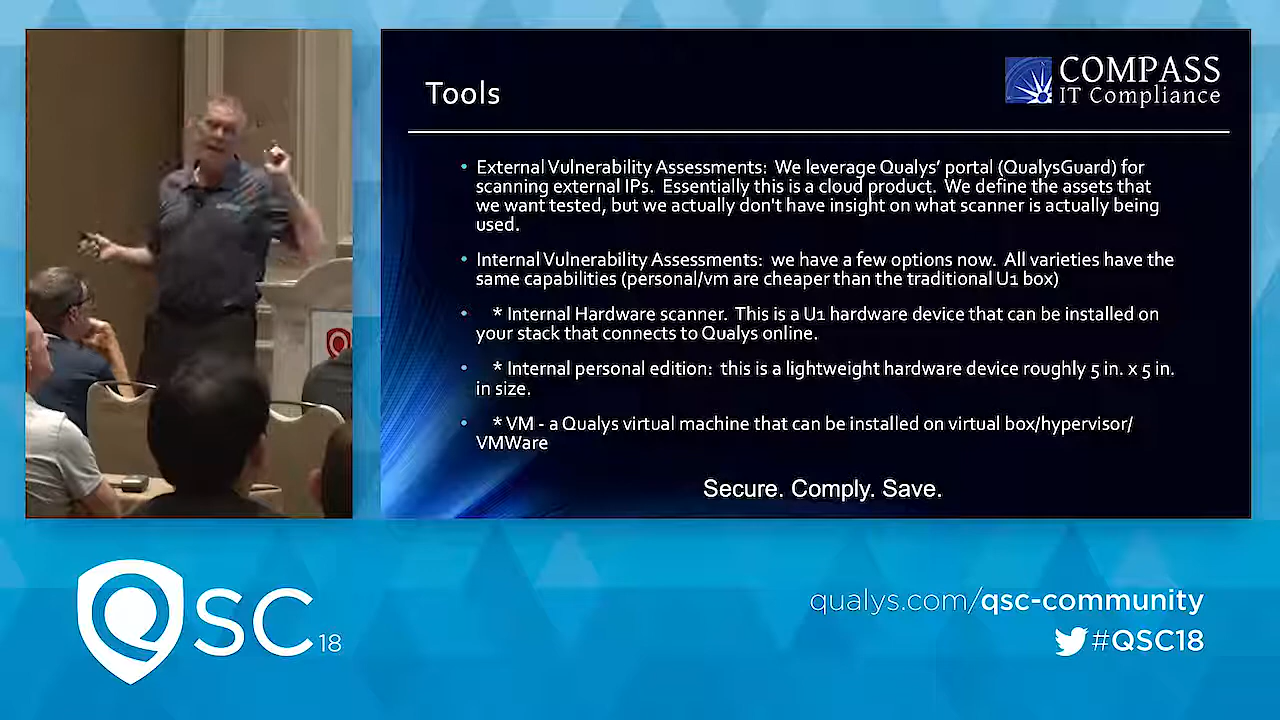 Tools
COMPASS
IT Compliance
• External Vulnerability Assessments: We leverage Qualys’ portal (QualysGuard) for
scanning external IPs. Essentially this is a cloud product. We define the assets that
we want tested, but we actually don't have insight on what scanner is actually being
used.
• Internal Vulnerability Assessments: we have a few options now. All varieties have the
same capabilities (personal/vm are cheaper than the traditional U1 box)
• * Internal Hardware scanner. This is a U1 hardware device that can be installed on
your stack that connects to Qualys online.
• * Internal personal edition: this is a lightweight hardware device roughly 5 in. x 5 in.
in size.
• * VM - a Qualys virtual machine that can be installed on virtual box/hypervisor/
VMWare
Secure. Comply. Save.
QSC 18
qualys.com/qsc-community
#QSC18